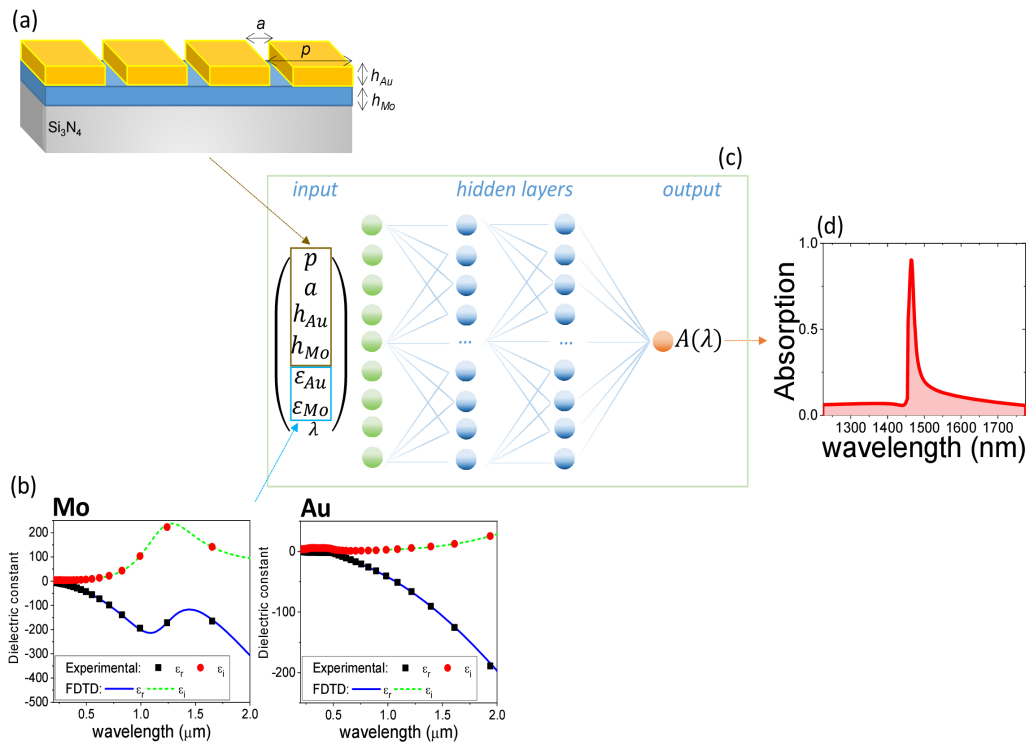 (a)
a
p
h_Au
h_Mo
Si₃N₄
(c)
input hidden layers output
p
a
h_Au
h_Mo
ε_Au
ε_Mo
λ
...
...
A(λ)
(d)
1.0
0.5
0.0
Absorption
1300 1400 1500 1600 1700
wavelength (nm)
(b)
Mo
200
100
0
-100
-200
-300
-400
-500
Dielectric constant
Experimental: ε_r ε_i
FDTD: ε_r ε_i
0.5 1.0 1.5 2.0
wavelength (μm)
Au
0
-100
-200
Dielectric constant
Experimental: ε_r ε_i
FDTD: ε_r ε_i
0.5 1.0 1.5 2.0
wavelength (μm)